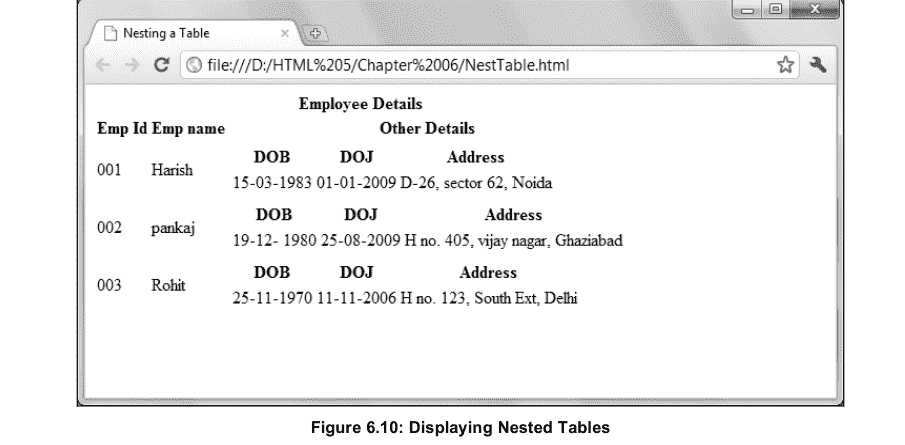 Nesting a Table
file:///D:/HTML%205/Chapter%2006/NestTable.html
Employee Details
Emp Id Emp name Other Details
DOB DOJ Address
001 Harish
15-03-1983 01-01-2009 D-26, sector 62, Noida
DOB DOJ Address
002 pankaj
19-12- 1980 25-08-2009 H no. 405, vijay nagar, Ghaziabad
DOB DOJ Address
003 Rohit
25-11-1970 11-11-2006 H no. 123, South Ext, Delhi
Figure 6.10: Displaying Nested Tables